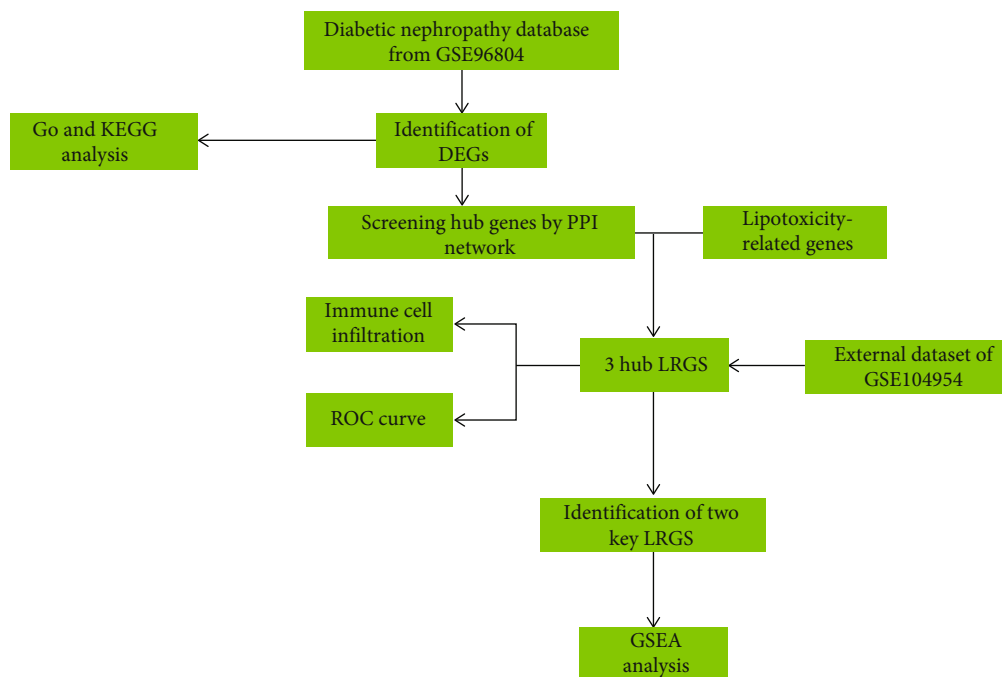 Diabetic nephropathy database
from GSE96804
Go and KEGG
analysis
Identification of
DEGs
Screening hub genes by PPI
network
Lipotoxicity-
related genes
Immune cell
infiltration
3 hub LRGS
External dataset of
GSE104954
ROC curve
Identification of two
key LRGS
GSEA
analysis